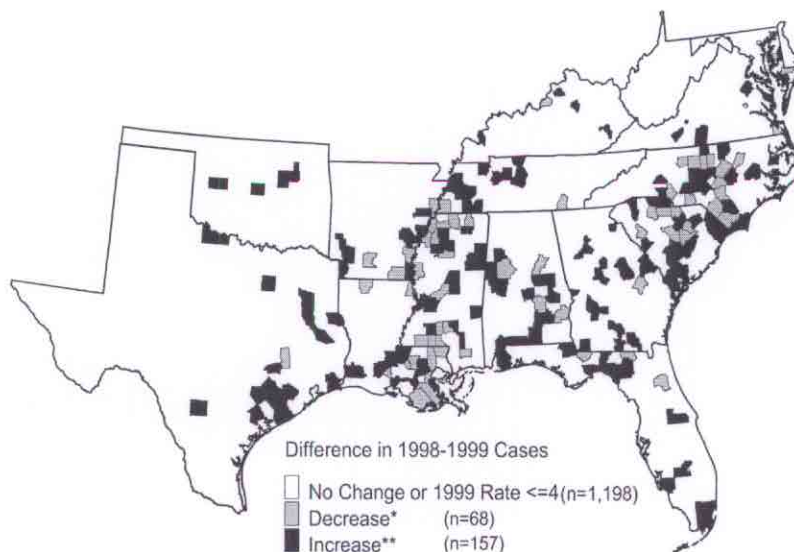 Difference in 1998-1999 Cases
No Change or 1999 Rate <=4(n=1,198)
Decrease* (n=68)
Increase** (n=157)